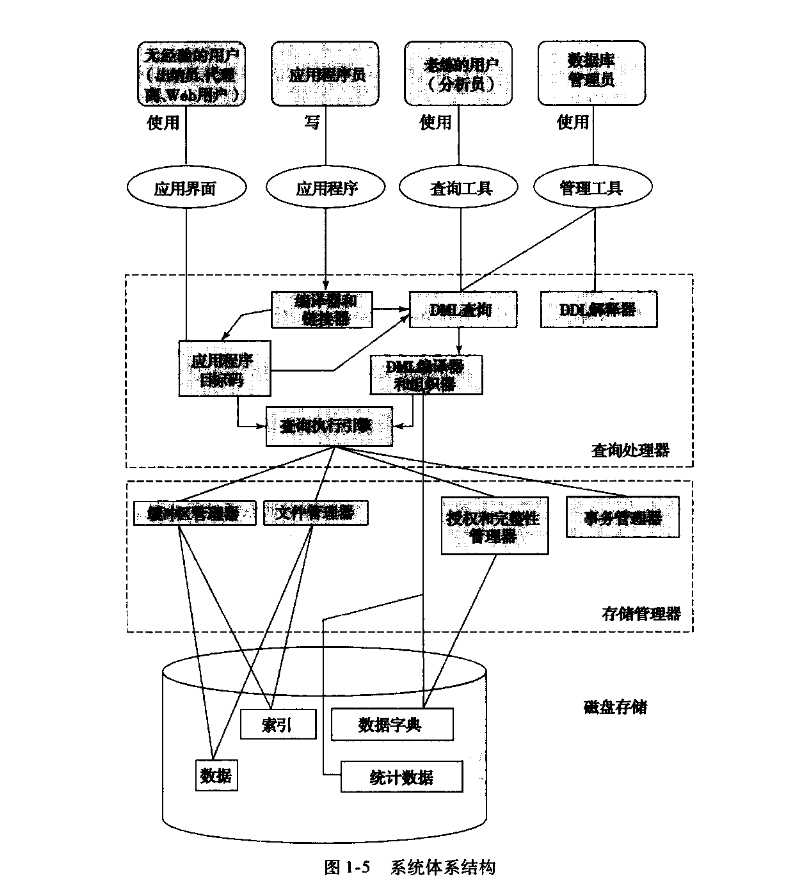 无经验的用户
(出纳员、代理
商、Web用户)
应用程序员
老练的用户
(分析员)
数据库
管理员
使用
写
使用
使用
应用界面
应用程序
查询工具
管理工具
编译器和
链接器
DML查询
DDL解释器
应用程序
目标码
DML编译器
和组织器
查询执行引擎
查询处理器
缓冲区管理器
文件管理器
授权和完整性
管理器
事务管理器
存储管理器
索引
数据字典
磁盘存储
数据
统计数据
图 1-5 系统体系结构